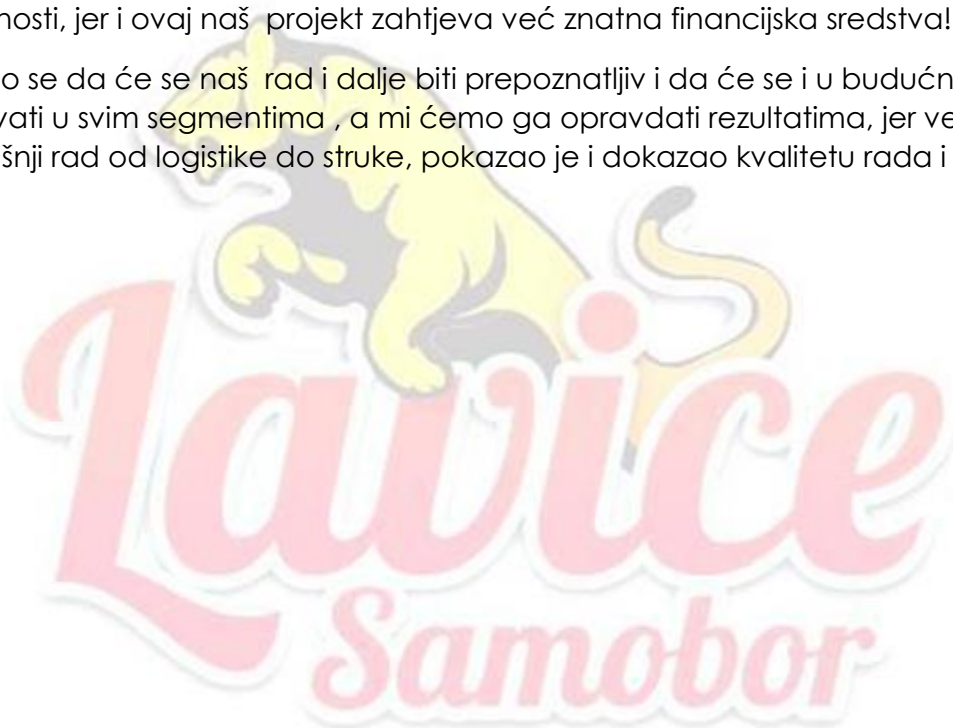 nosti, jer i ovaj naš projekt zahtjeva već znatna financijska sredstva!
o se da će se naš rad i dalje biti prepoznatljiv i da će se i u budućn
vati u svim segmentima , a mi ćemo ga opravdati rezultatima, jer ve
šnji rad od logistike do struke, pokazao je i dokazao kvalitetu rada i
Lavice
Samobor